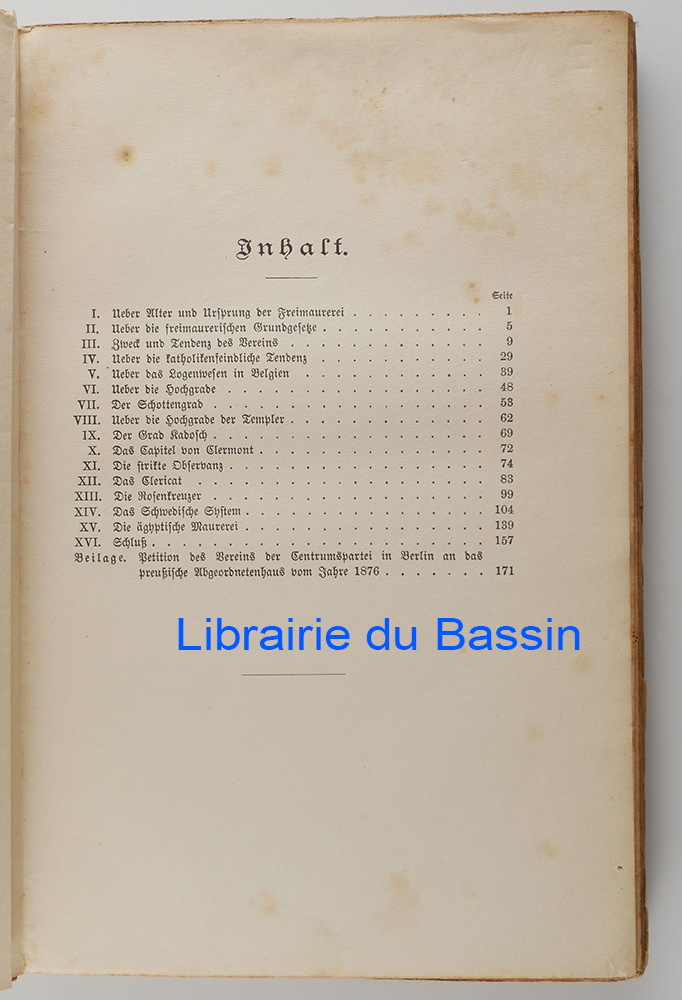 Inhalt.
Seite
I. Ueber Alter und Ursprung der Freimaurerei . . . . . . . . . 1
II. Ueber die freimaurerischen Grundgesetze . . . . . . . . . . . 5
III. Zweck und Tendenz des Vereins . . . . . . . . . . . . . 9
IV. Ueber die katholikenfeindliche Tendenz . . . . . . . . . . . . 29
V. Ueber das Logenwesen in Belgien . . . . . . . . . . . . . 39
VI. Ueber die Hochgrade . . . . . . . . . . . . . . . . 48
VII. Der Schottengrad . . . . . . . . . . . . . . . . . 53
VIII. Ueber die Hochgrade der Templer . . . . . . . . . . . . . 62
IX. Der Grad Kadosch . . . . . . . . . . . . . . . . . 69
X. Das Capitel von Clermont . . . . . . . . . . . . . . . 72
XI. Die strikte Observanz . . . . . . . . . . . . . . . . 74
XII. Das Clericat . . . . . . . . . . . . . . . . . . 83
XIII. Die Rosenkreuzer . . . . . . . . . . . . . . . . . 99
XIV. Das Schwedische System . . . . . . . . . . . . . . . 104
XV. Die ägyptische Maurerei . . . . . . . . . . . . . . . 139
XVI. Schluß . . . . . . . . . . . . . . . . . . . . 157
Beilage. Petition des Vereins der Centrumspartei in Berlin an das
preußische Abgeordnetenhaus vom Jahre 1876 . . . . . . . 171
Librairie du Bassin